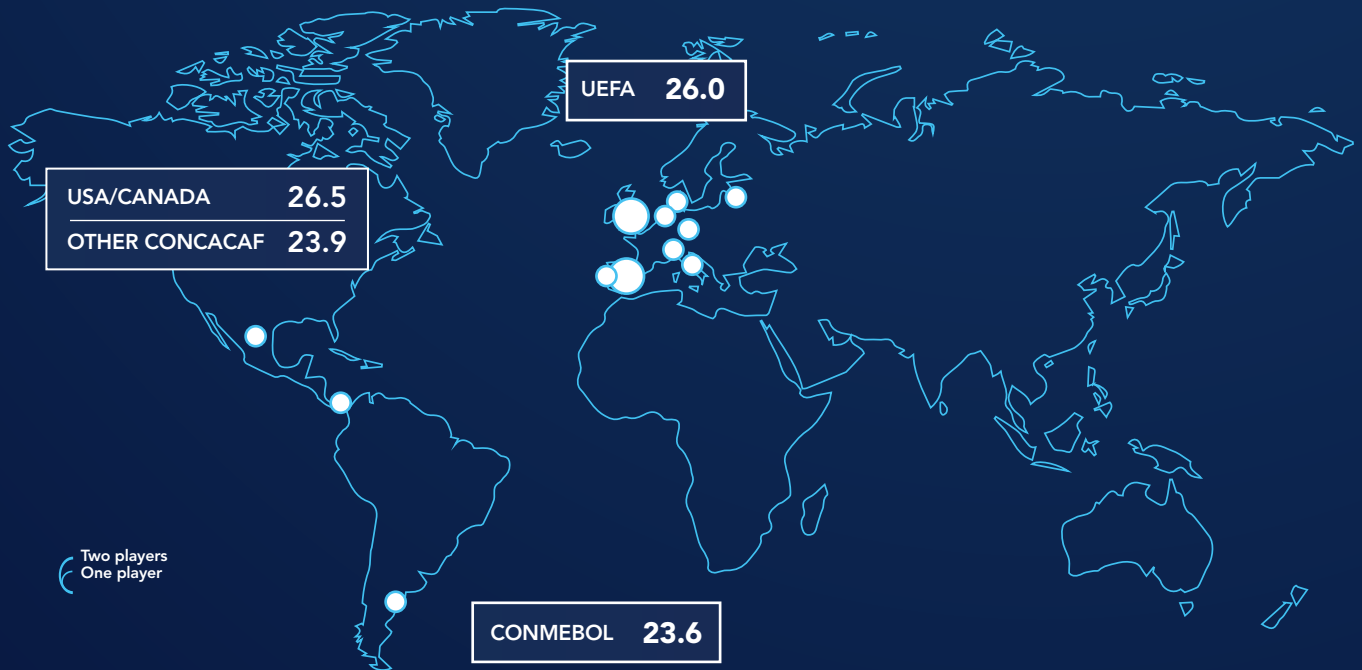 UEFA 26.0
USA/CANADA 26.5
OTHER CONCACAF 23.9
Two players
One player
CONMEBOL 23.6